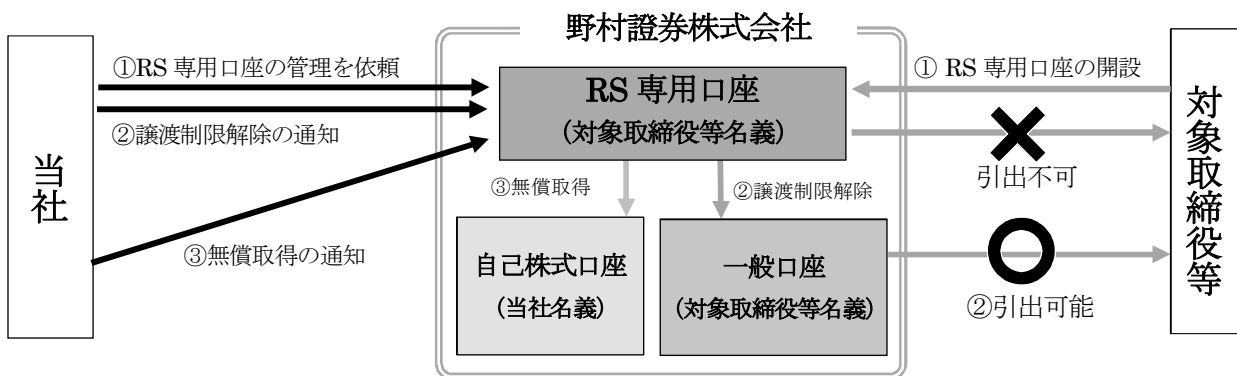 野村證券株式会社
当社
①RS 専用口座の管理を依頼
②譲渡制限解除の通知
③無償取得の通知
RS 専用口座
(対象取締役等名義)
③無償取得
②譲渡制限解除
自己株式口座
(当社名義)
一般口座
(対象取締役等名義)
① RS 専用口座の開設
引出不可
②引出可能
対象取締役等